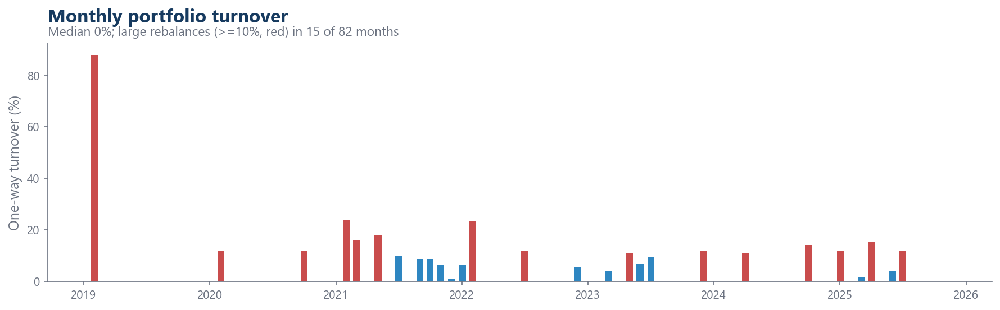 Monthly portfolio turnover
Median 0%; large rebalances (>=10%, red) in 15 of 82 months
One-way turnover (%)
80
60
40
20
0
2019 2020 2021 2022 2023 2024 2025 2026